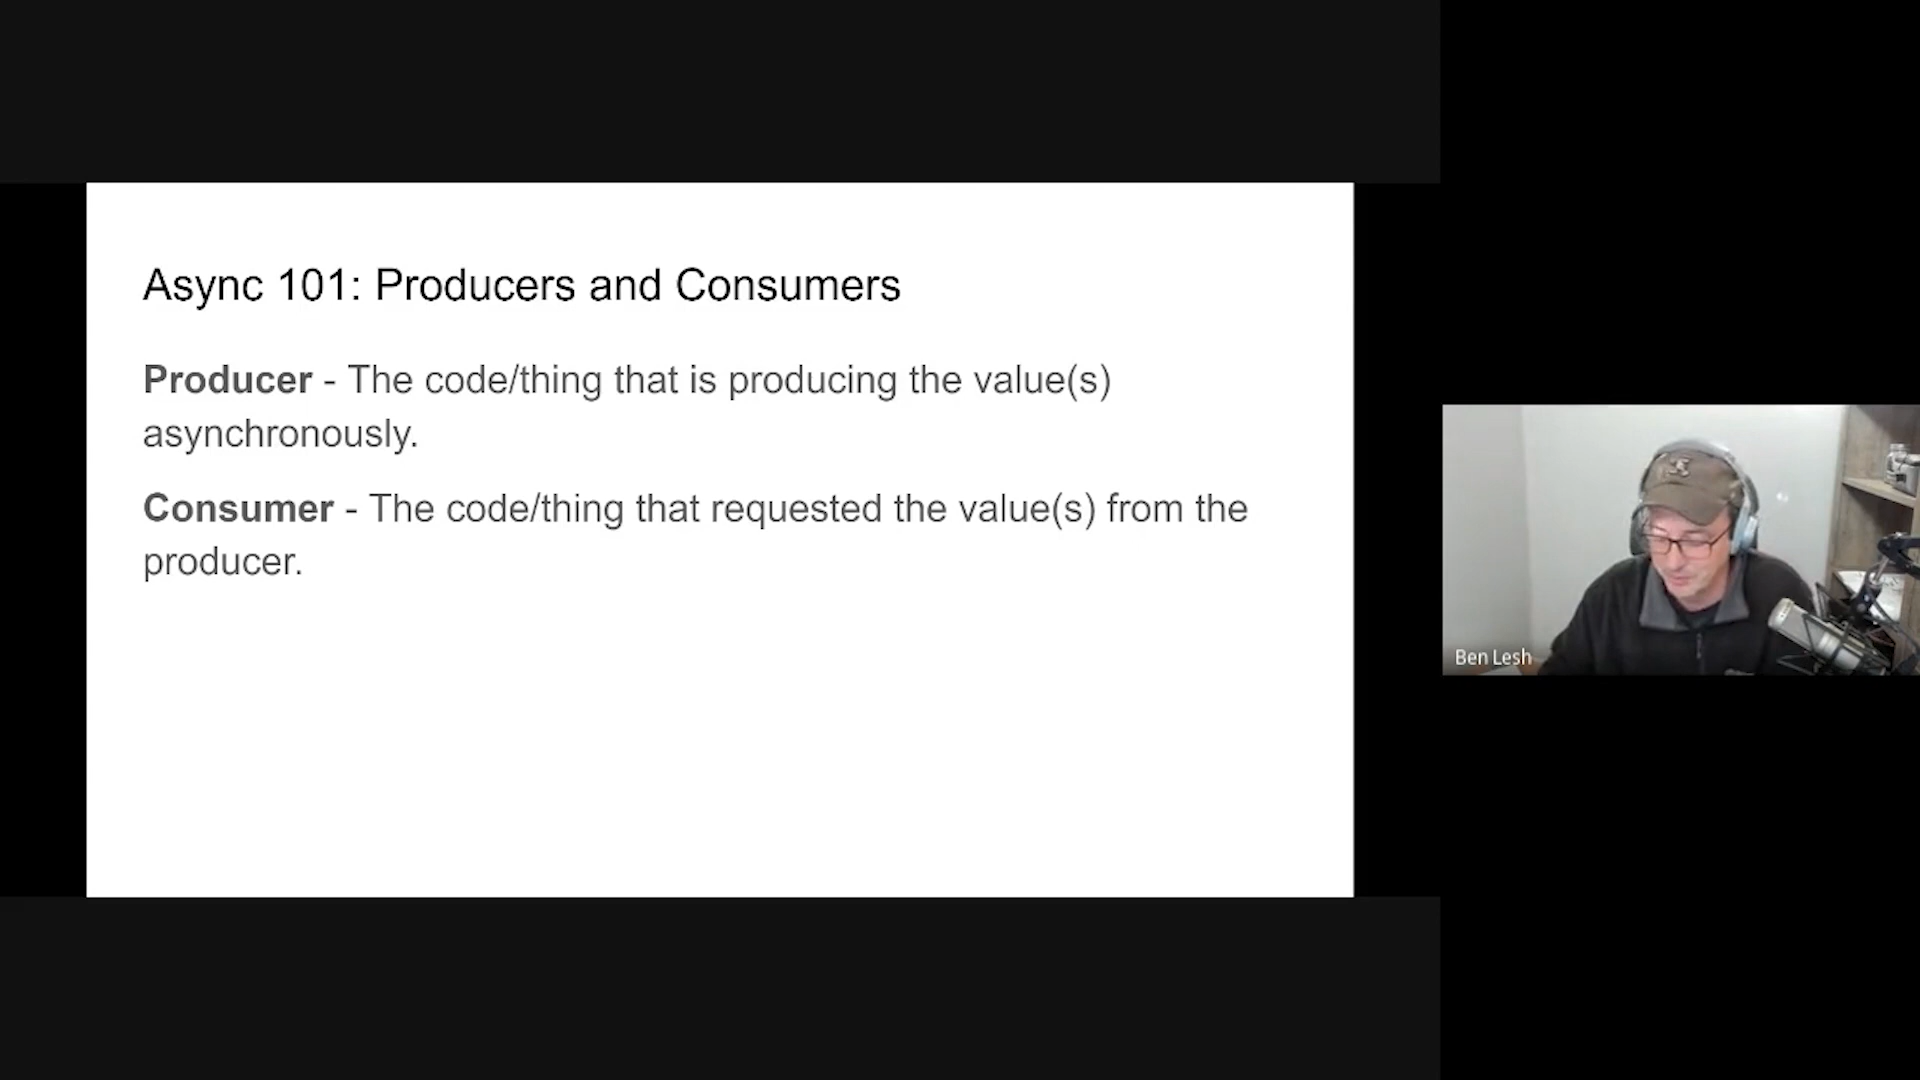 Async 101: Producers and Consumers
Producer - The code/thing that is producing the value(s)
asynchronously.
Consumer - The code/thing that requested the value(s) from the
producer.
Ben Lesh